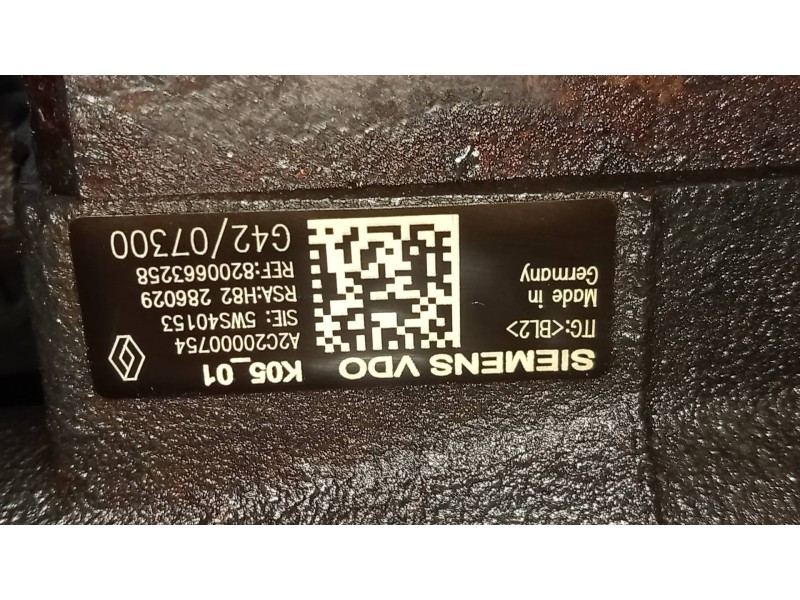 SIEMENS VDO K05_01
ITG:<BL2>
Made in
Germany
A2C20000754
SIE: 5WS40153
RSA:H82 286029
REF:8200663258
G42/07300